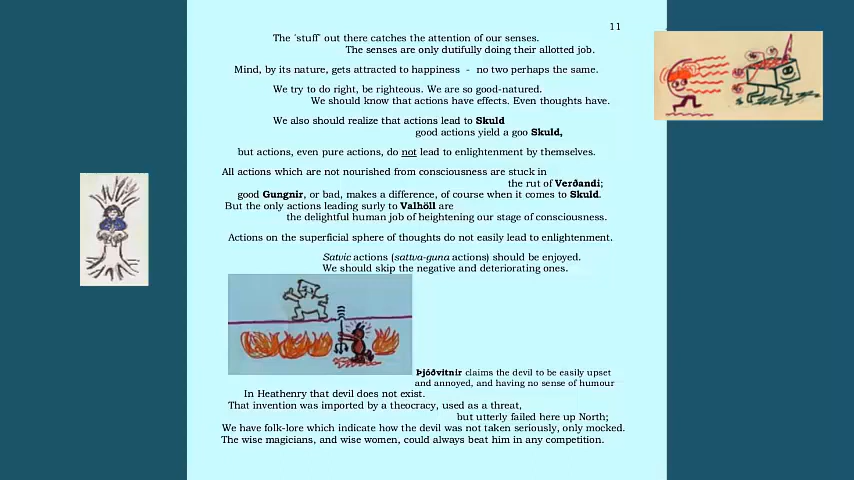 11
The 'stuff' out there catches the attention of our senses.
The senses are only dutifully doing their allotted job.
Mind, by its nature, gets attracted to happiness - no two perhaps the same.
We try to do right, be righteous. We are so good-natured.
We should know that actions have effects. Even thoughts have.
We also should realize that actions lead to Skuld
good actions yield a goo Skuld,
but actions, even pure actions, do not lead to enlightenment by themselves.
All actions which are not nourished from consciousness are stuck in
the rut of Verðandi;
good Gungnir, or bad, makes a difference, of course when it comes to Skuld.
But the only actions leading surly to Valhöll are
the delightful human job of heightening our stage of consciousness.
Actions on the superficial sphere of thoughts do not easily lead to enlightenment.
Satvic actions (sattva-guna actions) should be enjoyed.
We should skip the negative and deteriorating ones.
Þjóðvitnir claims the devil to be easily upset
and annoyed, and having no sense of humour
In Heathenry that devil does not exist.
That invention was imported by a theocracy, used as a threat,
but utterly failed here up North;
We have folk-lore which indicate how the devil was not taken seriously, only mocked.
The wise magicians, and wise women, could always beat him in any competition.